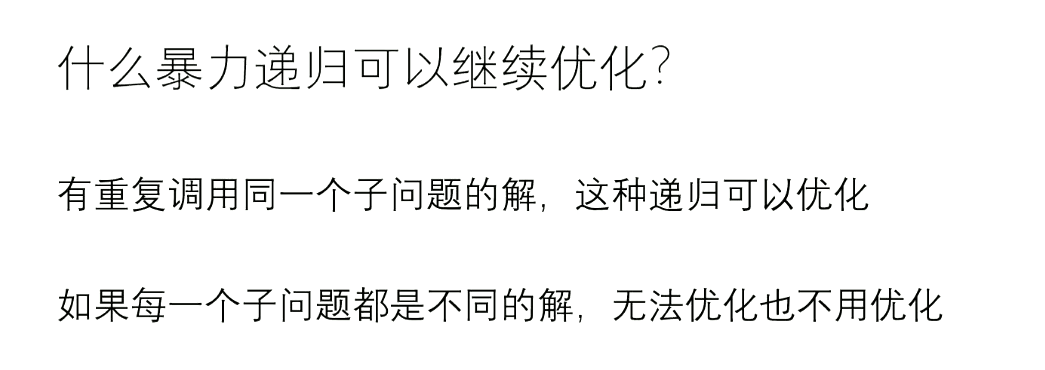 什么暴力递归可以继续优化？
有重复调用同一个子问题的解，这种递归可以优化
如果每一个子问题都是不同的解，无法优化也不用优化